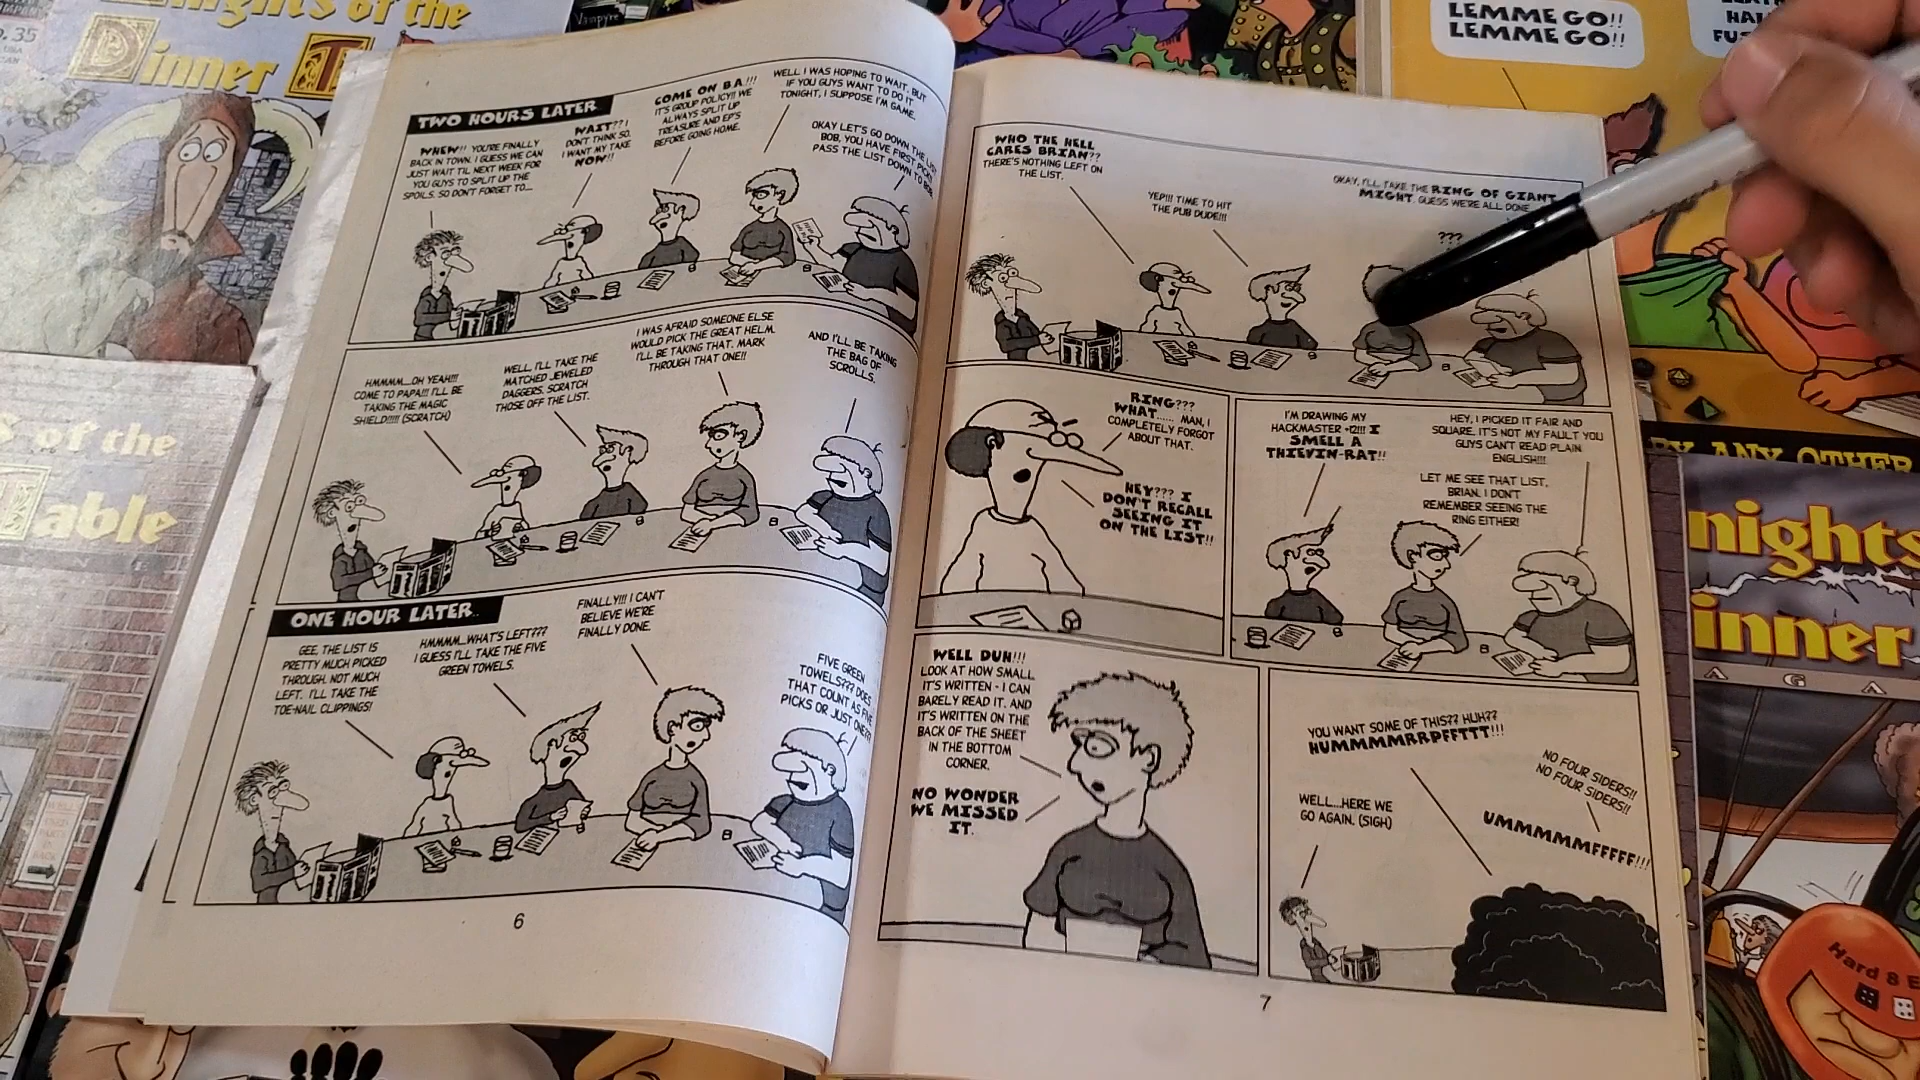 Knights of the
Dinner T
o. 35
Vampyre
LEMME GO!!
LEMME GO!!
HAL
TWO HOURS LATER
WHEW!! YOU'RE FINALLY
BACK IN TOWN. I GUESS WE CAN
JUST WAIT TIL NEXT WEEK FOR
YOU GUYS TO SPLIT UP THE
SPOILS. SO DON'T FORGET TO....
WAIT??? I
DON'T THINK SO.
I WANT MY TAKE
NOW!!
COME ON B.A.!!!
IT'S GROUP POLICY!! WE
ALWAYS SPLIT UP
TREASURE AND EP'S
BEFORE GOING HOME.
WELL I WAS HOPING TO WAIT, BUT
IF YOU GUYS WANT TO DO IT
TONIGHT, I SUPPOSE I'M GAME.
OKAY LET'S GO DOWN THE LIST
BOB, YOU HAVE FIRST PICK!!
PASS THE LIST DOWN TO BOB.
HMMMM....OH YEAH!!!
COME TO PAPA!!! I'LL BE
TAKING THE MAGIC
SHIELD!!!!! (SCRATCH)
WELL, I'LL TAKE THE
MATCHED JEWELED
DAGGERS. SCRATCH
THOSE OFF THE LIST.
I WAS AFRAID SOMEONE ELSE
WOULD PICK THE GREAT HELM.
I'LL BE TAKING THAT. MARK
THROUGH THAT ONE!!
AND I'LL BE TAKING
THE BAG OF
SCROLLS.
ONE HOUR LATER..
GEE, THE LIST IS
PRETTY MUCH PICKED
THROUGH. NOT MUCH
LEFT. I'LL TAKE THE
TOE-NAIL CLIPPINGS!
HMMMM....WHAT'S LEFT???
I GUESS I'LL TAKE THE FIVE
GREEN TOWELS.
FINALLY!!! I CAN'T
BELIEVE WE'RE
FINALLY DONE.
FIVE GREEN
TOWELS??? DOES
THAT COUNT AS FIVE
PICKS OR JUST ONE???
6
WHO THE HELL
CARES BRIAN??
THERE'S NOTHING LEFT ON
THE LIST.
YEP!!! TIME TO HIT
THE PUB DUDE!!!
OKAY, I'LL TAKE THE RING OF GIANT
MIGHT. GUESS WE'RE ALL DONE
???
RING???
WHAT...... MAN, I
COMPLETELY FORGOT
ABOUT THAT.
HEY??? I
DON'T RECALL
SEEING IT
ON THE LIST!!
I'M DRAWING MY
HACKMASTER +12!!! I
SMELL A
THIEVIN-RAT!!
HEY, I PICKED IT FAIR AND
SQUARE. IT'S NOT MY FAULT YOU
GUYS CAN'T READ PLAIN
ENGLISH!!!
LET ME SEE THAT LIST,
BRIAN. I DON'T
REMEMBER SEEING THE
RING EITHER!
WELL DUH!!!
LOOK AT HOW SMALL
IT'S WRITTEN - I CAN
BARELY READ IT. AND
IT'S WRITTEN ON THE
BACK OF THE SHEET
IN THE BOTTOM
CORNER.
NO WONDER
WE MISSED
IT.
YOU WANT SOME OF THIS?? HUH??
HUMMMMRRPFFTTT!!!
NO FOUR SIDERS!!
NO FOUR SIDERS!!
WELL....HERE WE
GO AGAIN. (SIGH)
UMMMMMFFFFF!!!
7
s of the
Table
BY ANY OTHER
nights
inner
A G A
Hard 8 E